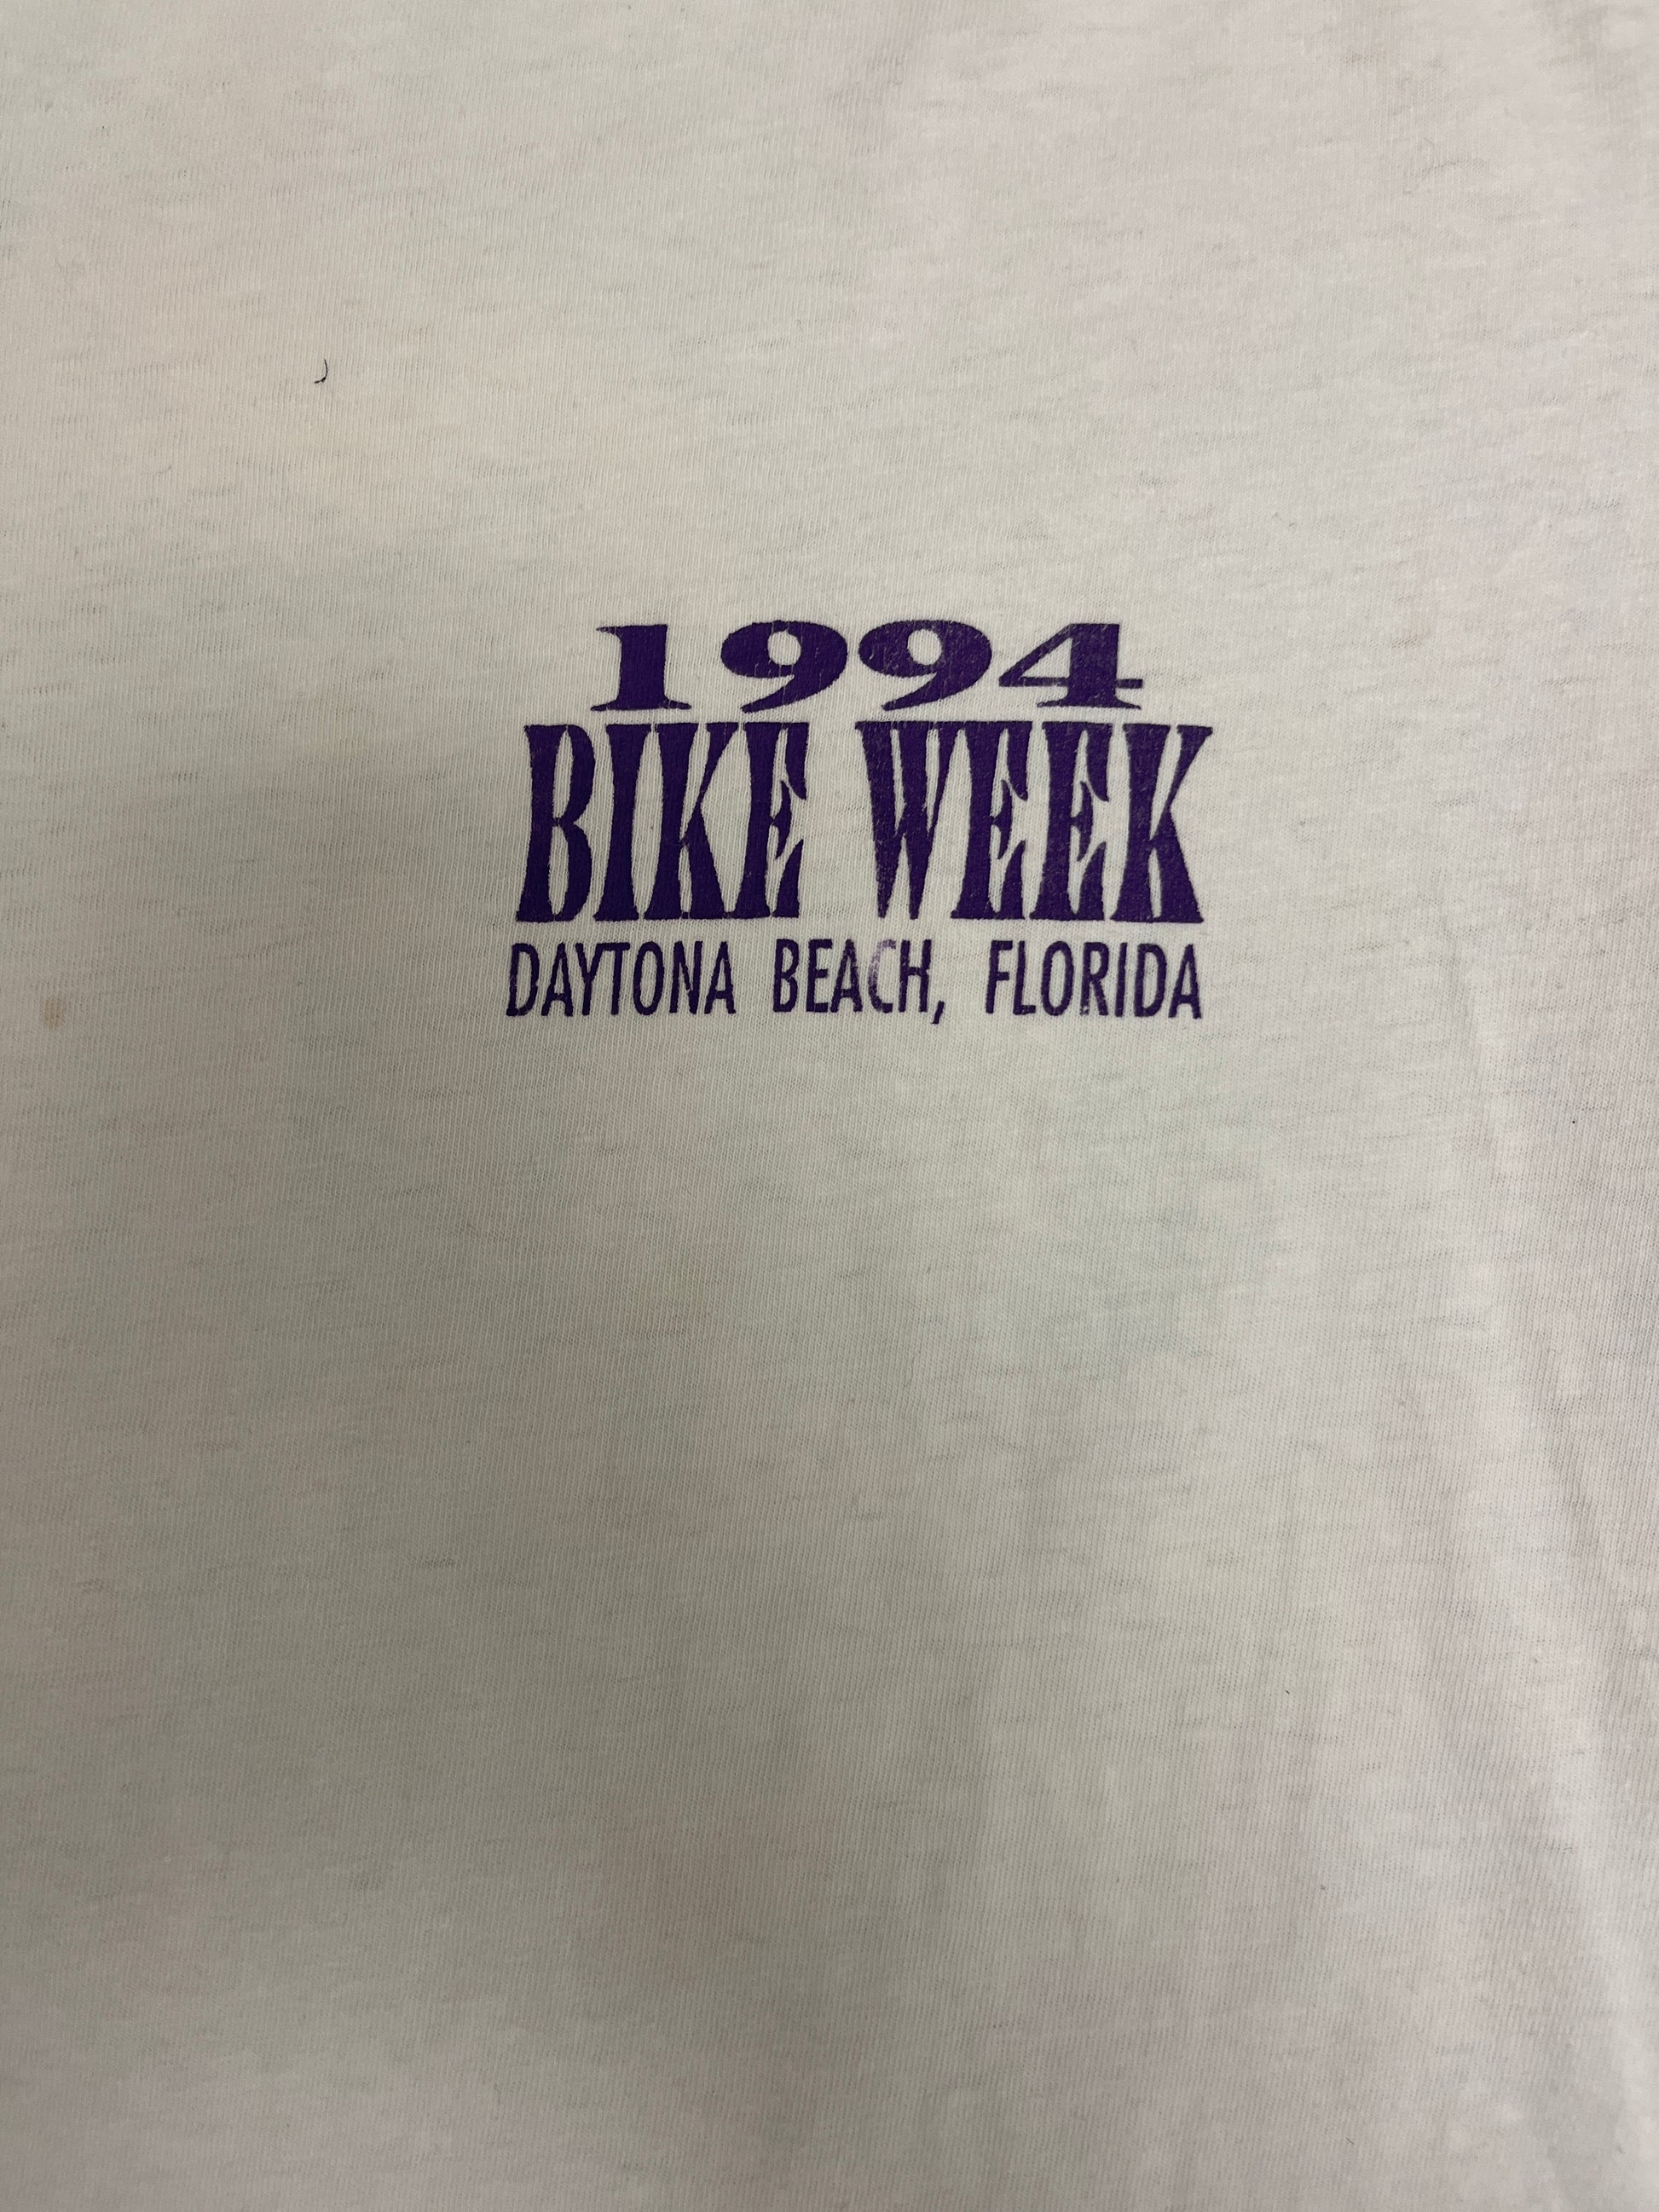 1994
BIKE WEEK
DAYTONA BEACH, FLORIDA